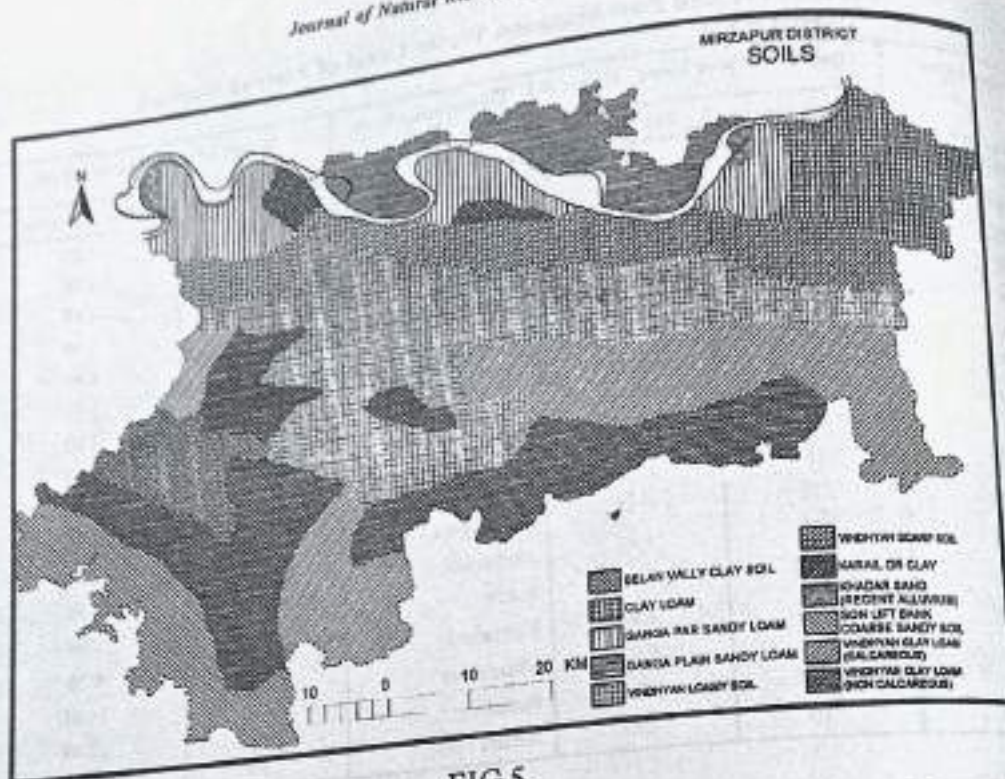 Journal of Natural
MIRZAPUR DISTRICT
SOILS
N
BELAN VALLY CLAY SOIL
CLAY LOAM
GANGA PAR SANDY LOAM
GANGA PLAIN SANDY LOAM
VINDHYAN LOAMY SOIL
VINDHYAN SCARP SOIL
KARAIL OR CLAY
KHADAR SAND
(RECENT ALLUVIUS)
SON LIFT BANK
COARSE SANDY SOIL
VINDHYAN CLAY LOAM
(CALCAREOUS)
VINDHYAN CLAY LOAM
(NON CALCAREOUS)
10 0 10 20 KM
FIG 5